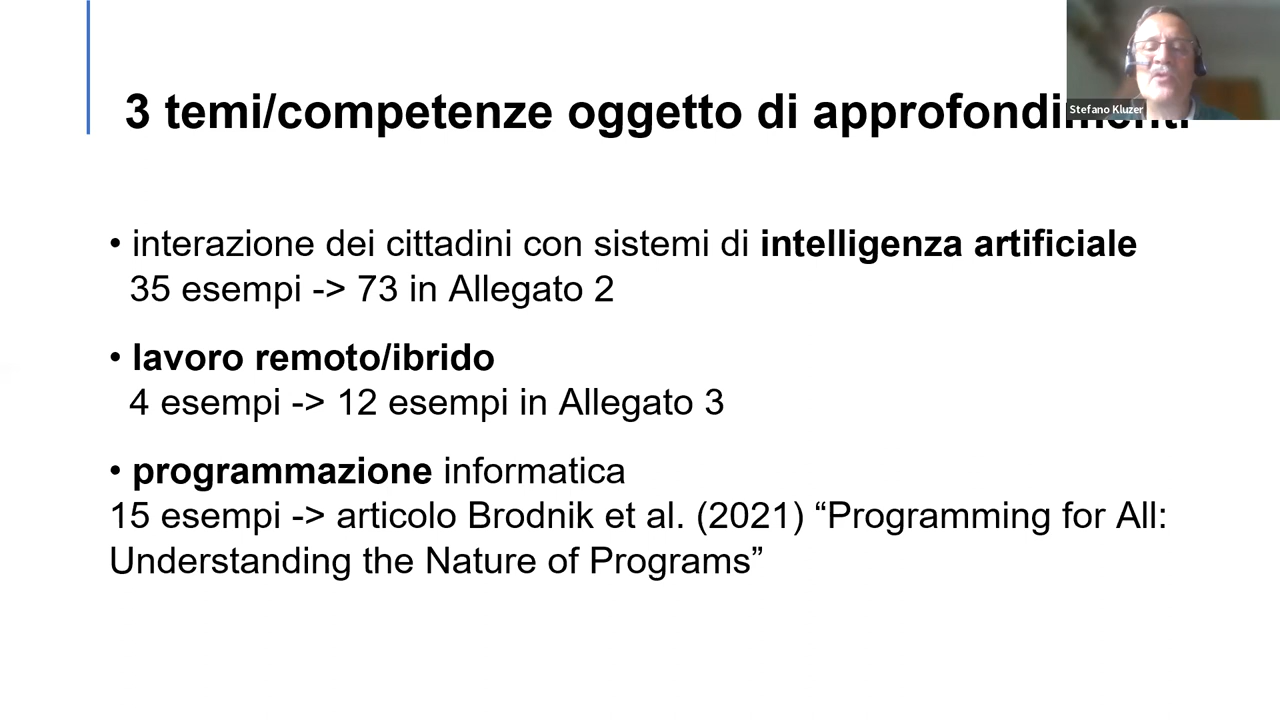 3 temi/competenze oggetto di approfondimenti
Stefano Kluzer
• interazione dei cittadini con sistemi di intelligenza artificiale
35 esempi -> 73 in Allegato 2
• lavoro remoto/ibrido
4 esempi -> 12 esempi in Allegato 3
• programmazione informatica
15 esempi -> articolo Brodnik et al. (2021) “Programming for All:
Understanding the Nature of Programs”